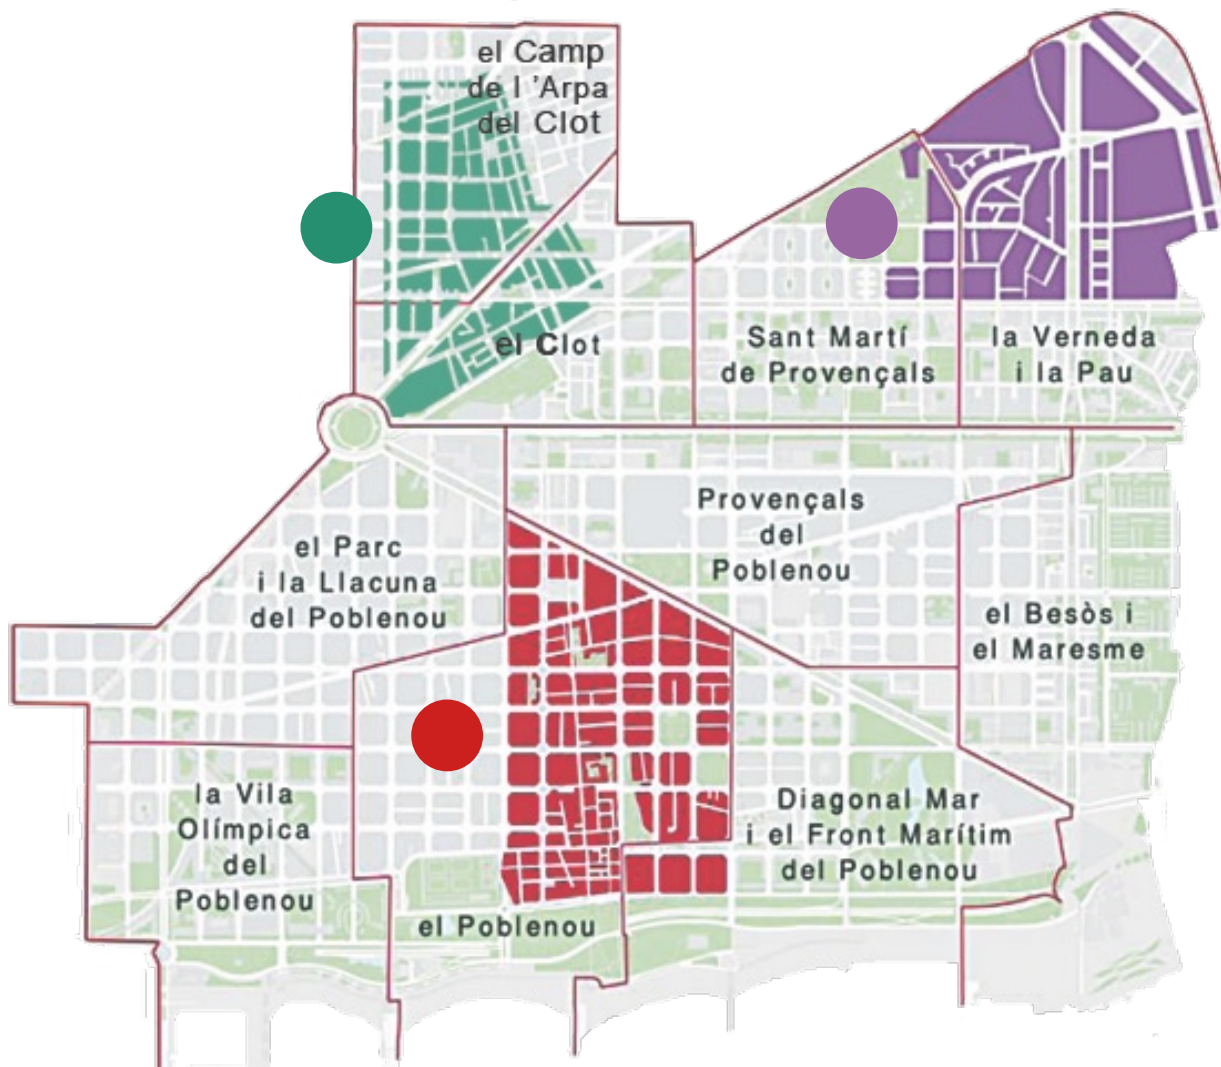 el Camp
de l 'Arpa
del Clot
el Clot
Sant Martí
de Provençals
la Verneda
i la Pau
el Parc
i la Llacuna
del Poblenou
Provençals
del
Poblenou
el Besòs i
el Maresme
la Vila
Olímpica
del
Poblenou
el Poblenou
Diagonal Mar
i el Front Marítim
del Poblenou